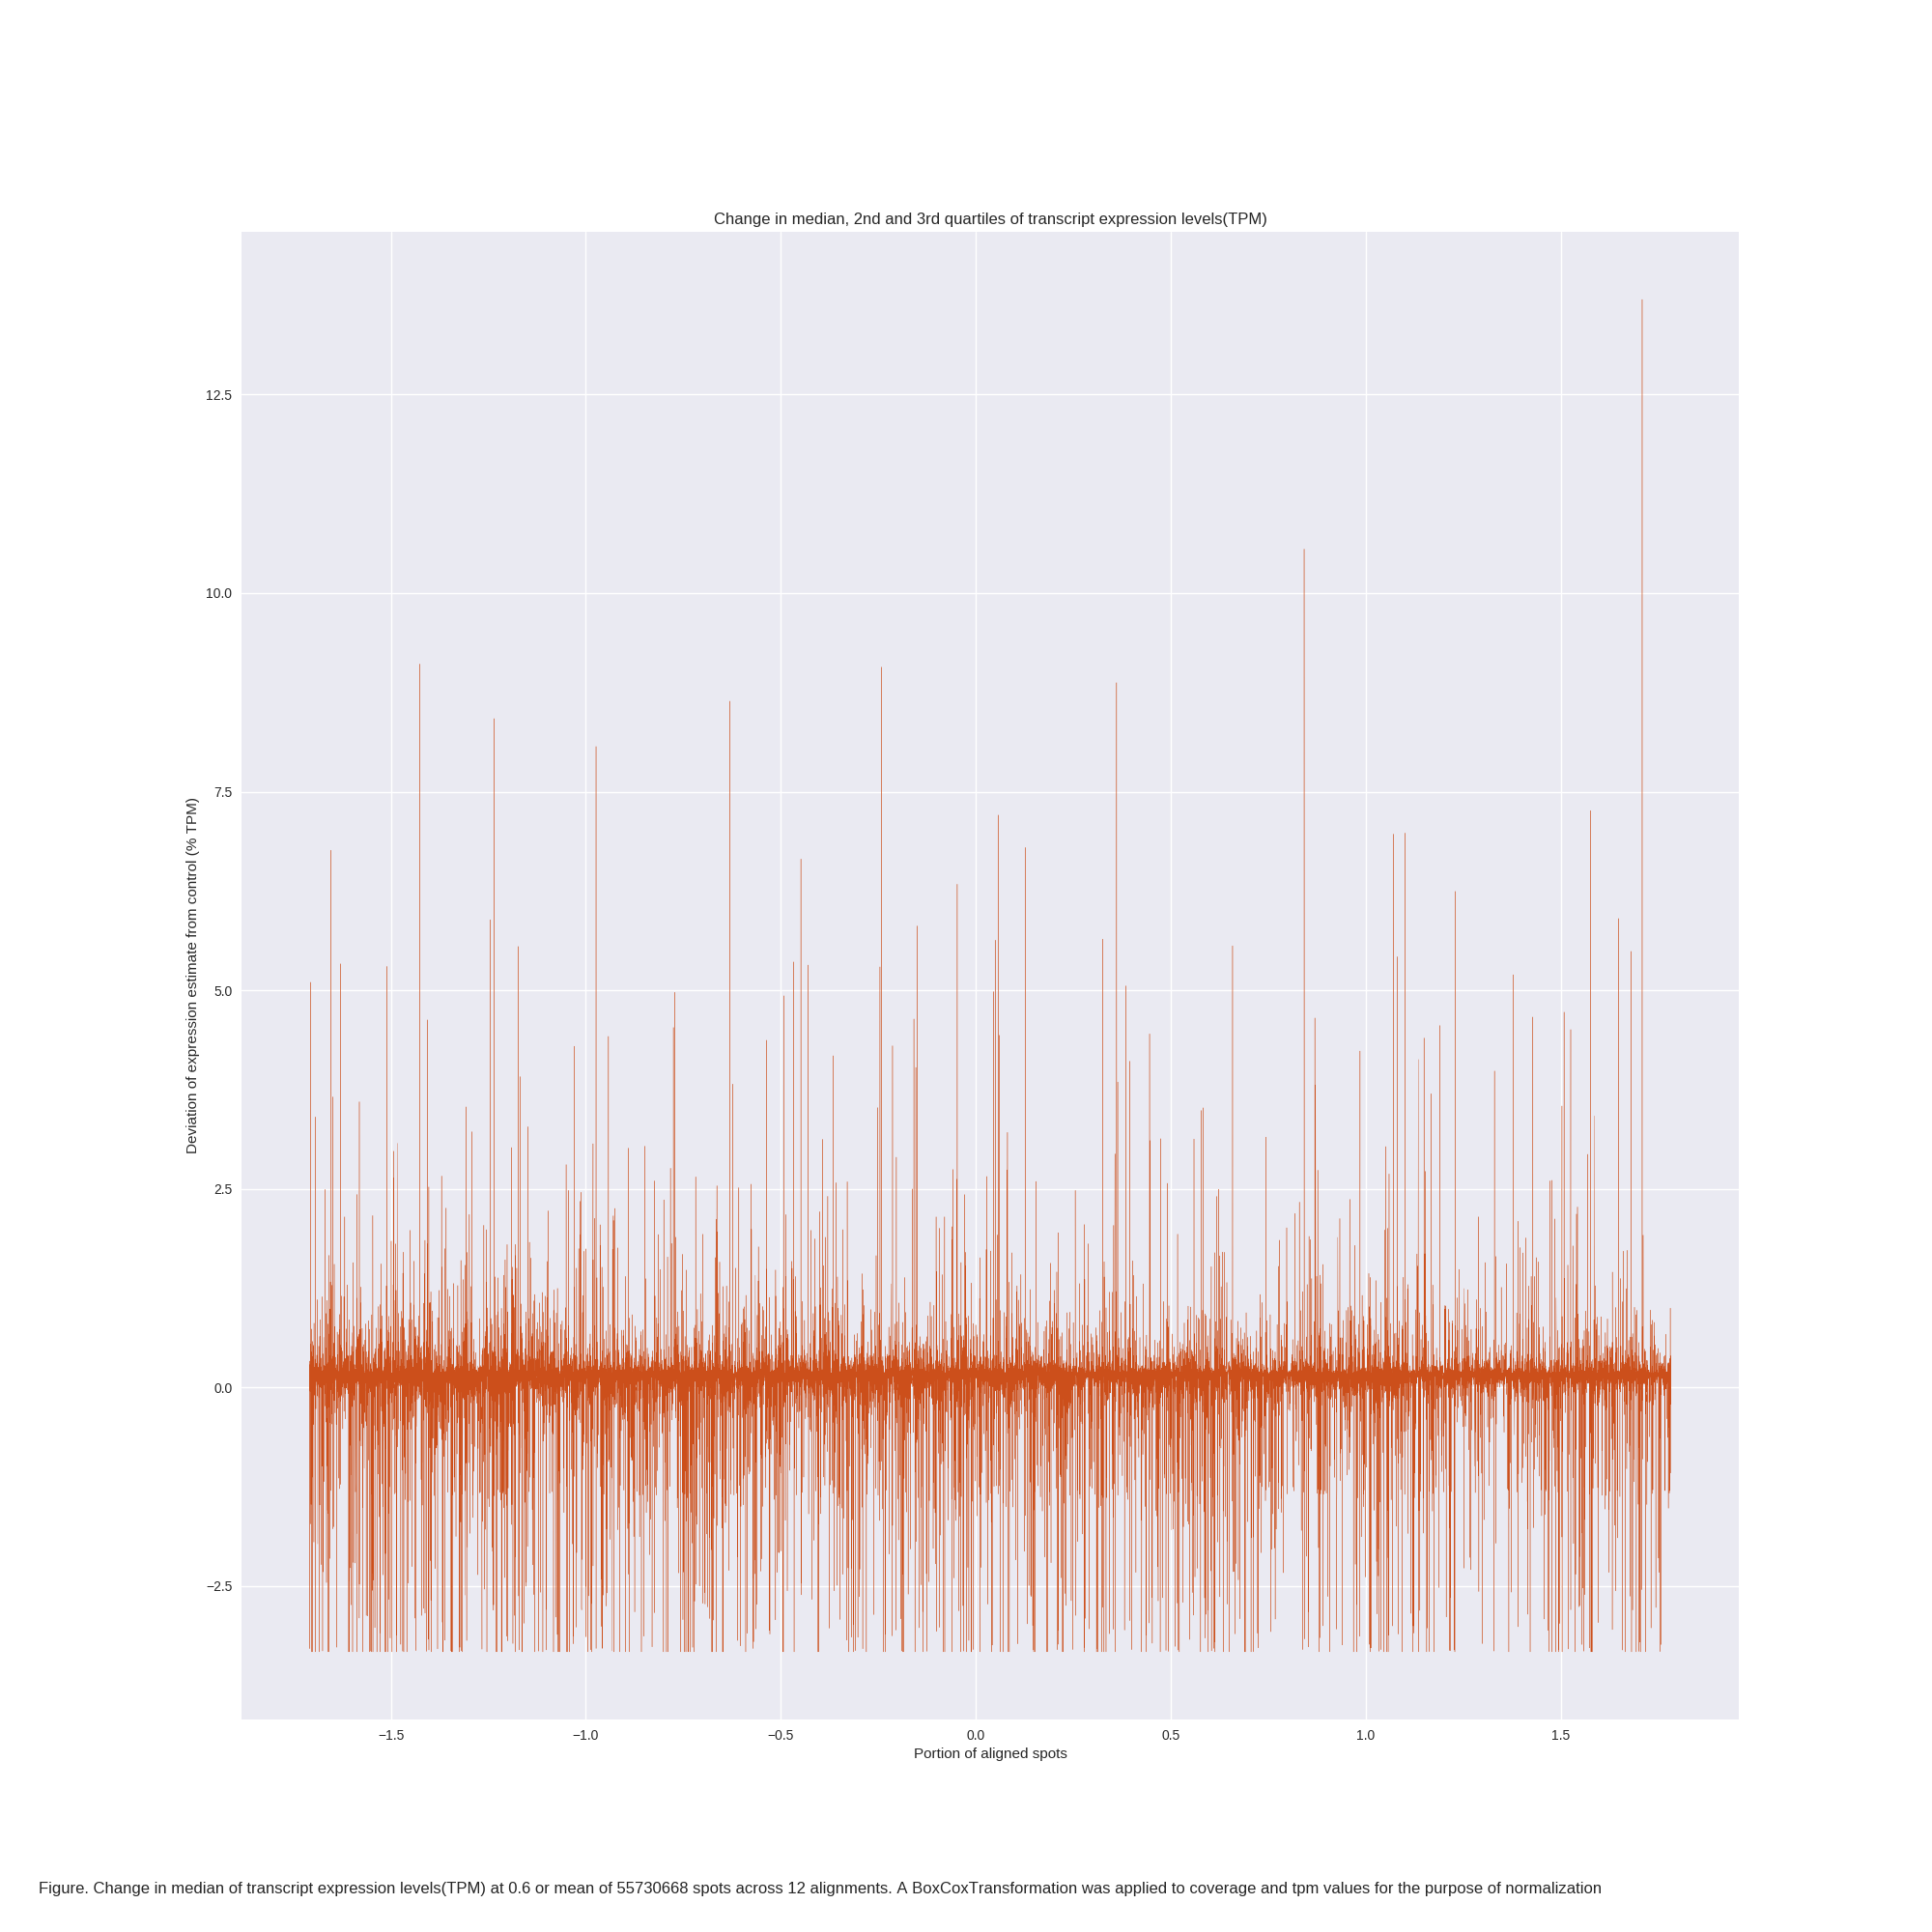 Change in median, 2nd and 3rd quartiles of transcript expression levels(TPM)
12.5
10.0
7.5
5.0
2.5
0.0
−2.5
Deviation of expression estimate from control (% TPM)
−1.5 −1.0 −0.5 0.0 0.5 1.0 1.5
Portion of aligned spots
Figure. Change in median of transcript expression levels(TPM) at 0.6 or mean of 55730668 spots across 12 alignments. A BoxCoxTransformation was applied to coverage and tpm values for the purpose of normalization